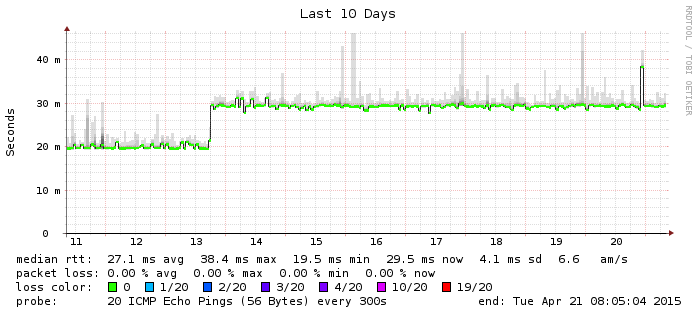 Last 10 Days
RRDTOOL / TOBI OETIKER
Seconds
40 m
30 m
20 m
10 m
0
11 12 13 14 15 16 17 18 19 20
median rtt: 27.1 ms avg 38.4 ms max 19.5 ms min 29.5 ms now 4.1 ms sd 6.6 am/s
packet loss: 0.00 % avg 0.00 % max 0.00 % min 0.00 % now
loss color: 0 1/20 2/20 3/20 4/20 10/20 19/20
probe: 20 ICMP Echo Pings (56 Bytes) every 300s end: Tue Apr 21 08:05:04 2015